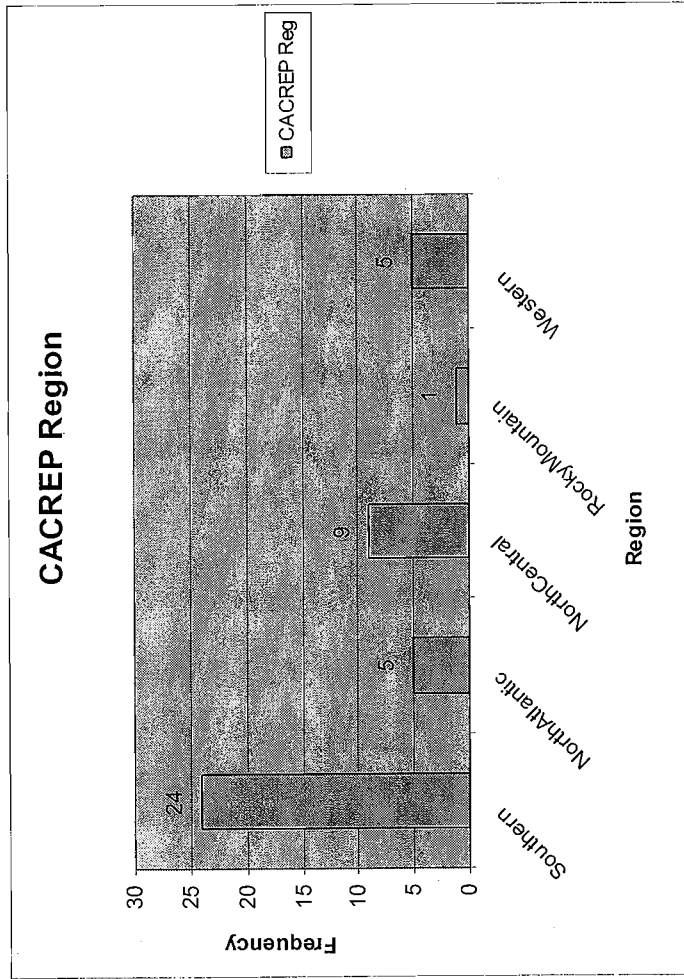 CACREP Region
Frequency
30
25
20
15
10
5
0
24
5
9
1
5
Southern
NorthAtlantic
NorthCentral
RockyMountain
Western
Region
CACREP Reg